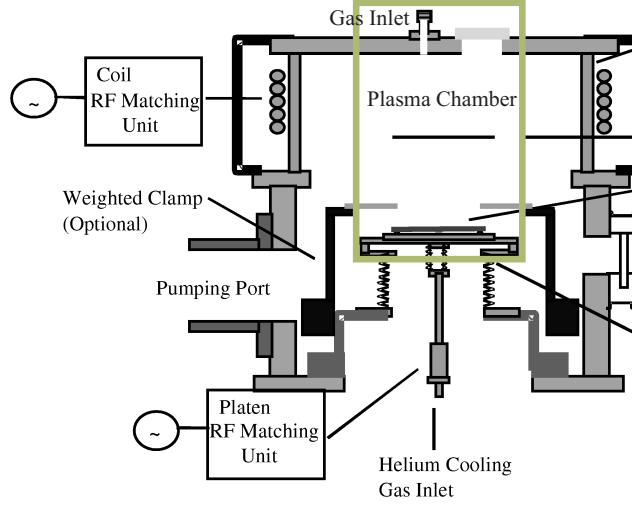 Gas Inlet
Coil
RF Matching
Unit
~
Plasma Chamber
Weighted Clamp
(Optional)
Pumping Port
Platen
RF Matching
Unit
~
Helium Cooling
Gas Inlet